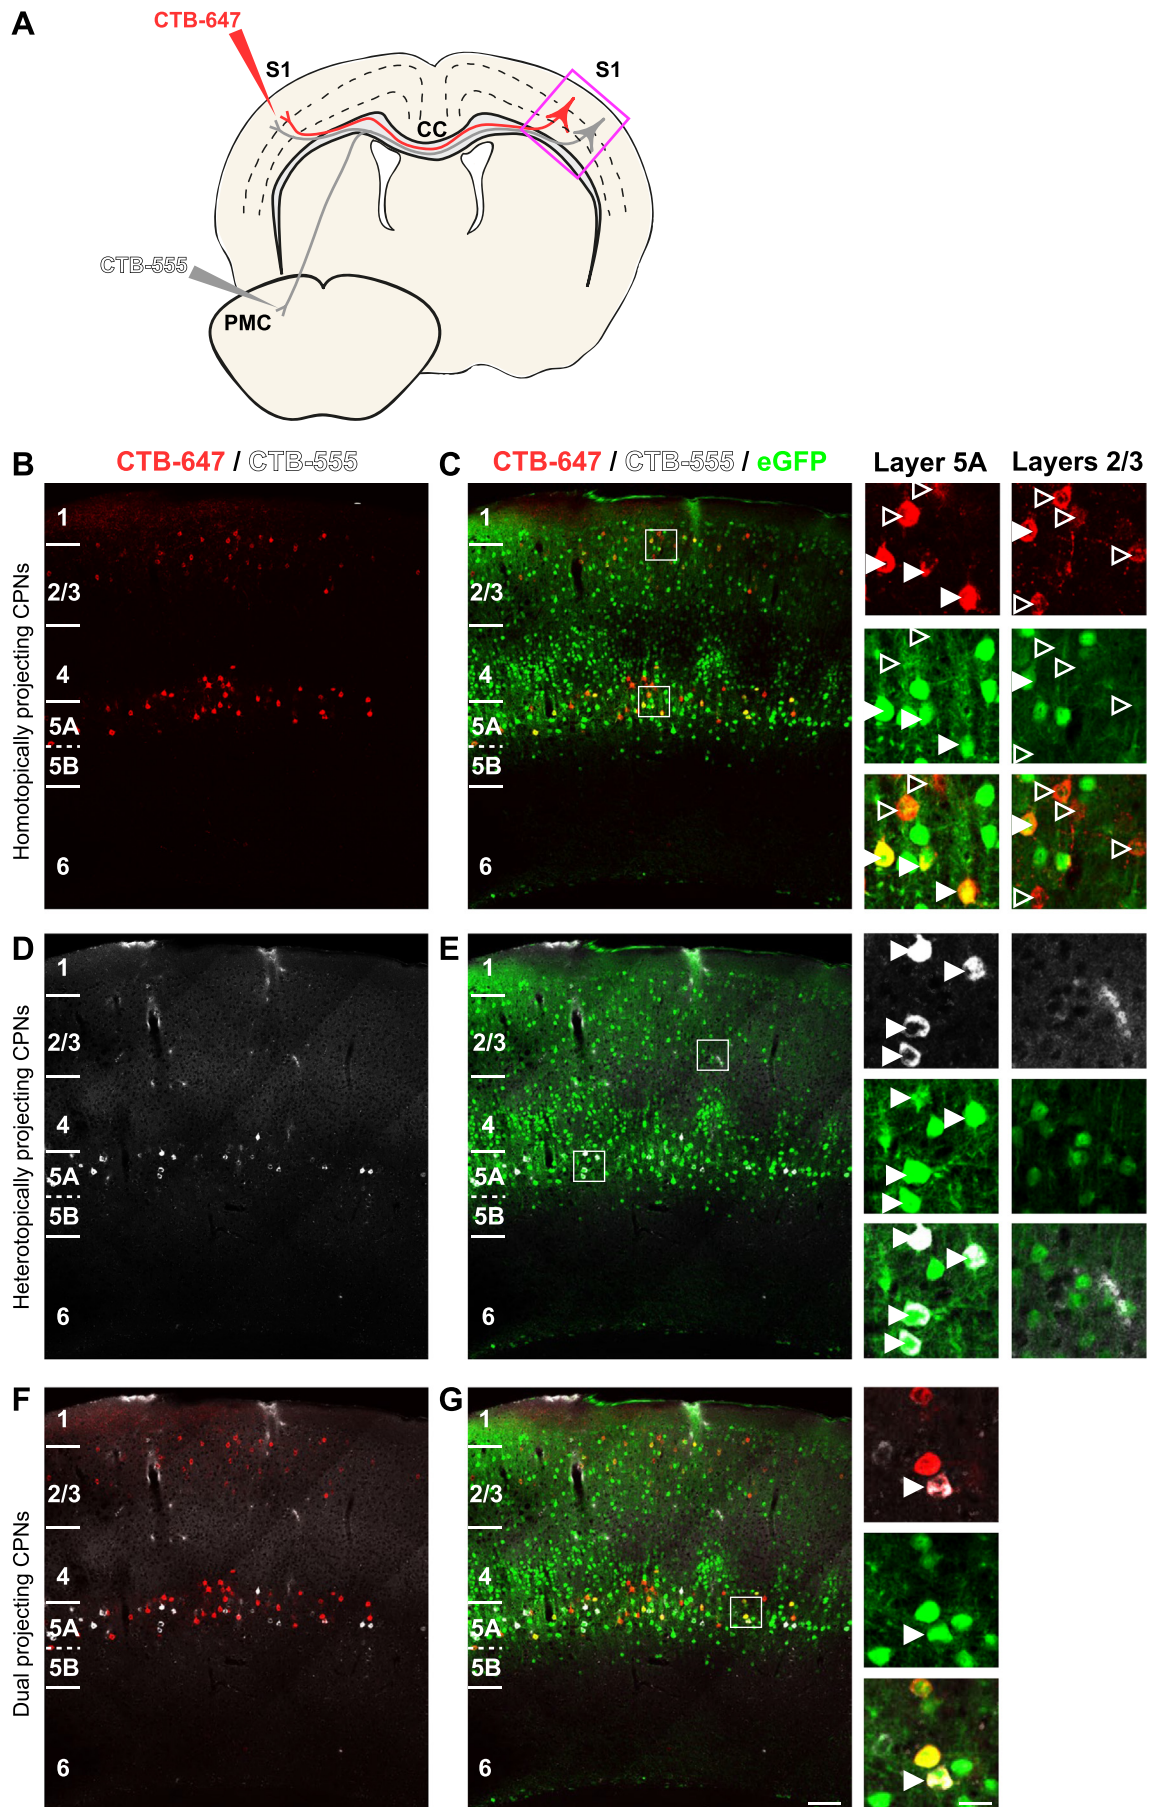 A
CTB-647
S1
S1
CC
CTB-555
PMC
B
CTB-647 / CTB-555
C
CTB-647 / CTB-555 / eGFP
Layer 5A
Layers 2/3
Homotopically projecting CPNs
1
2/3
4
5A
5B
6
1
2/3
4
5A
5B
6
D
E
Heterotopically projecting CPNs
1
2/3
4
5A
5B
6
1
2/3
4
5A
5B
6
F
G
Dual projecting CPNs
1
2/3
4
5A
5B
6
1
2/3
4
5A
5B
6